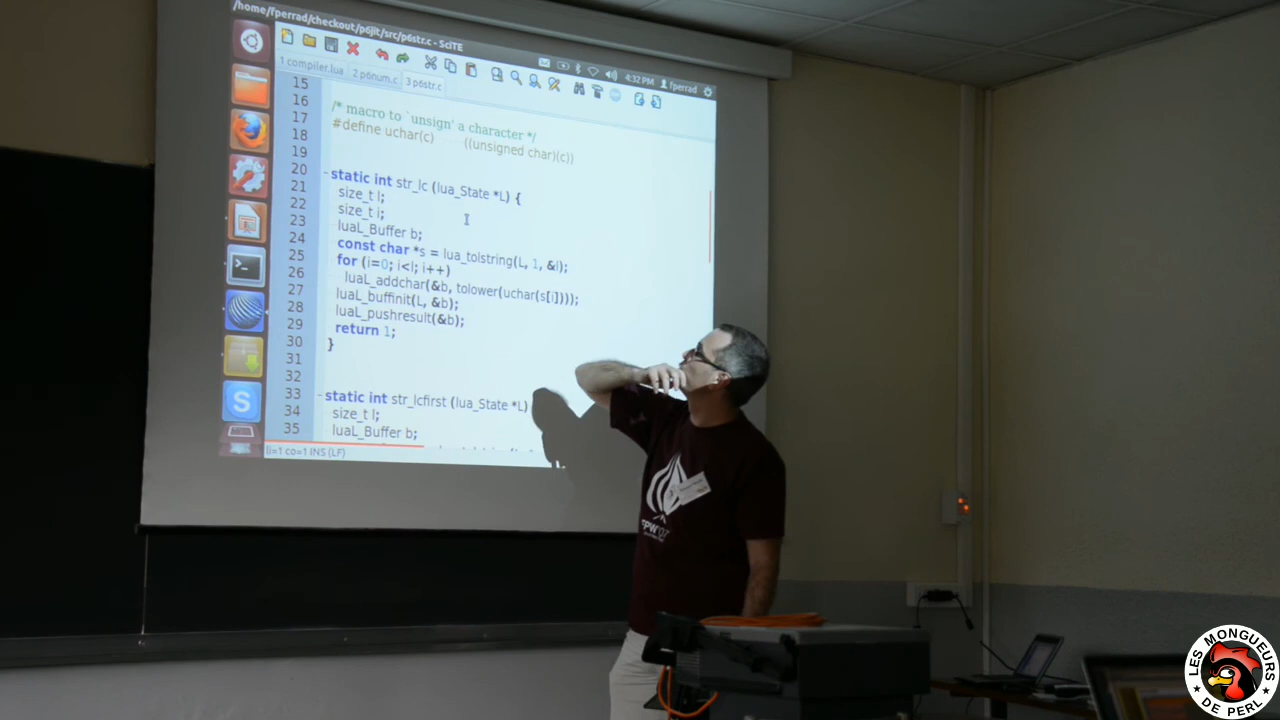 /home/fperrad/checkout/p6jit/src/p6str.c - SciTE
4:32 PM fperrad
1 compiler.lua 2 p6num.c 3 p6str.c
15
16 /* macro to `unsign' a character */
17 #define uchar(c) ((unsigned char)(c))
18
19
20 static int str_lc (lua_State *L) {
21 size_t l;
22 size_t i;
23 luaL_Buffer b;
24 const char *s = lua_tolstring(L, 1, &l);
25 for (i=0; i<l; i++)
26 luaL_addchar(&b, tolower(uchar(s[i])));
27 luaL_buffinit(L, &b);
28 luaL_pushresult(&b);
29 return 1;
30 }
31
32
33 static int str_lcfirst (lua_State *L)
34 size_t l;
35 luaL_Buffer b;
li=1 co=1 INS (LF)
LES MONGUEURS
DE PERL